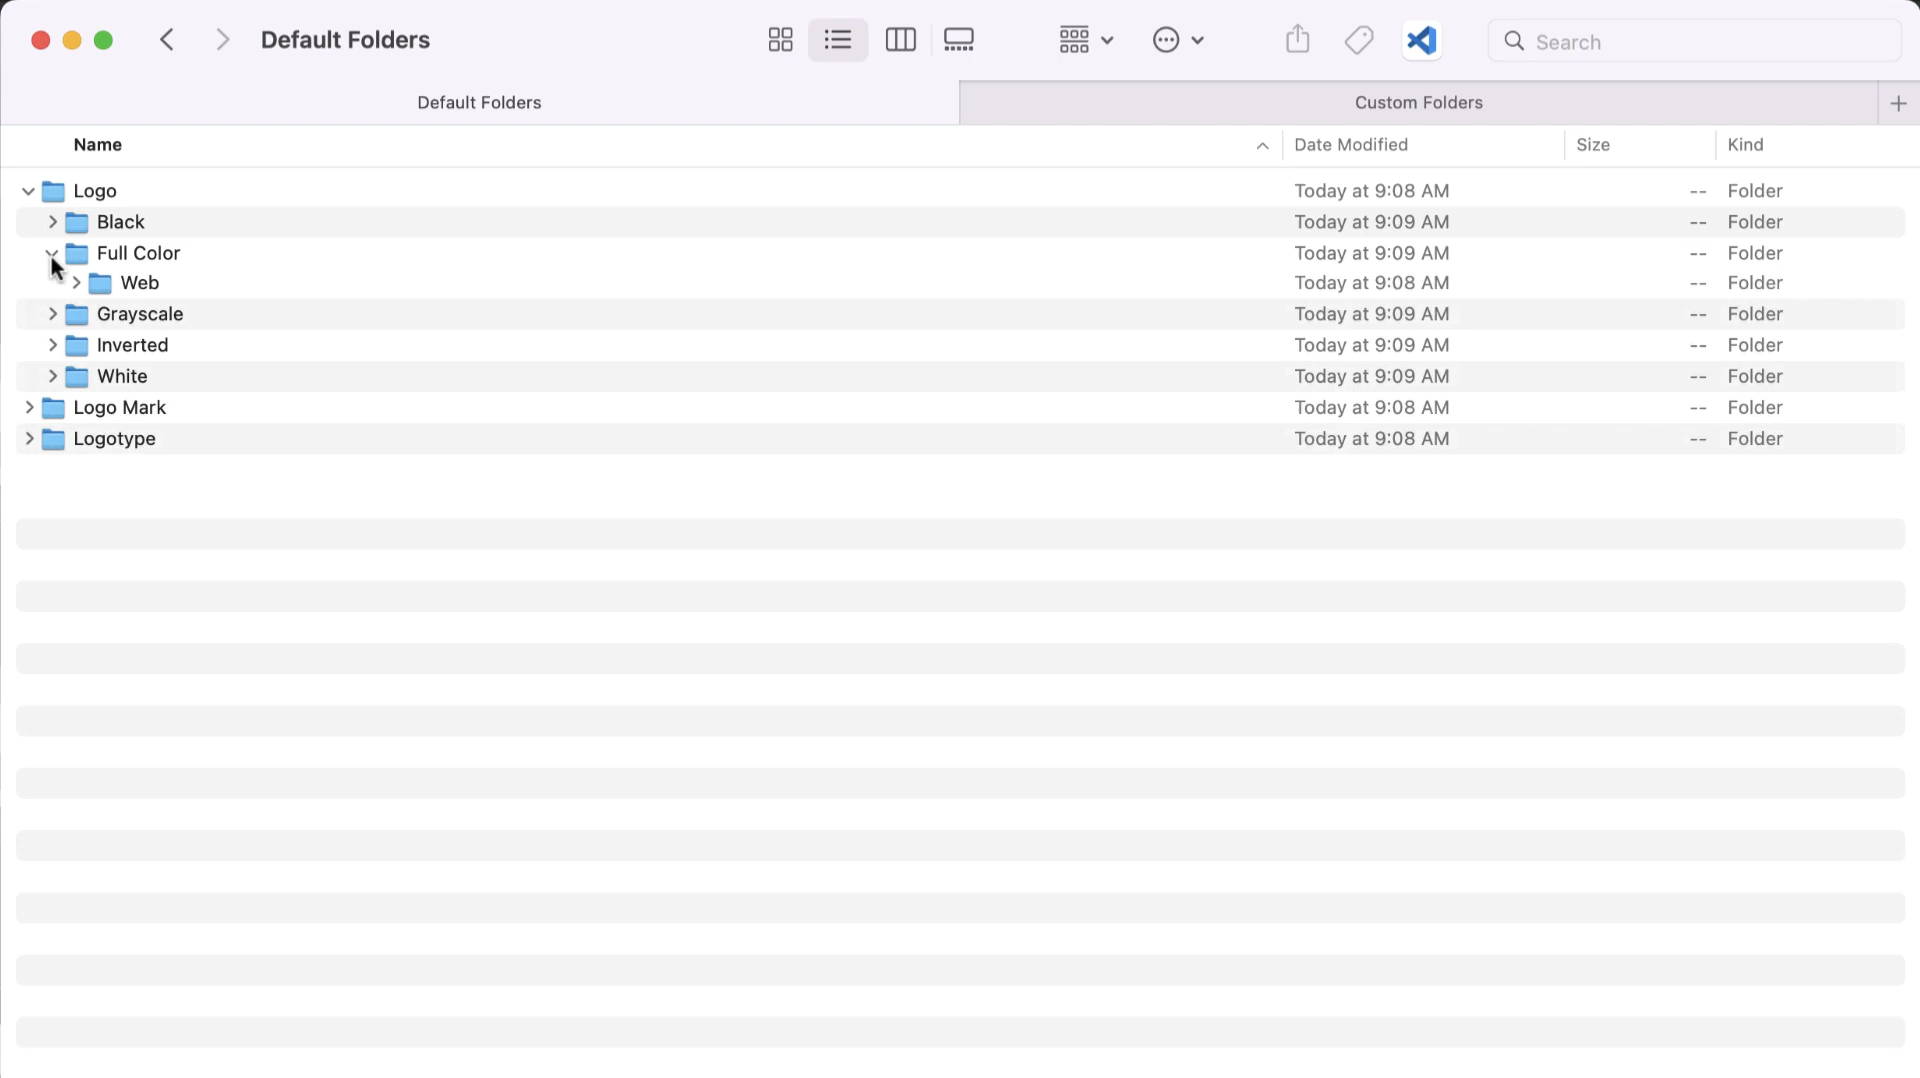 Default Folders
Search
Default Folders
Custom Folders
Name
Date Modified
Size
Kind
Logo
Today at 9:08 AM
--
Folder
Black
Today at 9:09 AM
--
Folder
Full Color
Today at 9:09 AM
--
Folder
Web
Today at 9:08 AM
--
Folder
Grayscale
Today at 9:09 AM
--
Folder
Inverted
Today at 9:09 AM
--
Folder
White
Today at 9:09 AM
--
Folder
Logo Mark
Today at 9:08 AM
--
Folder
Logotype
Today at 9:08 AM
--
Folder